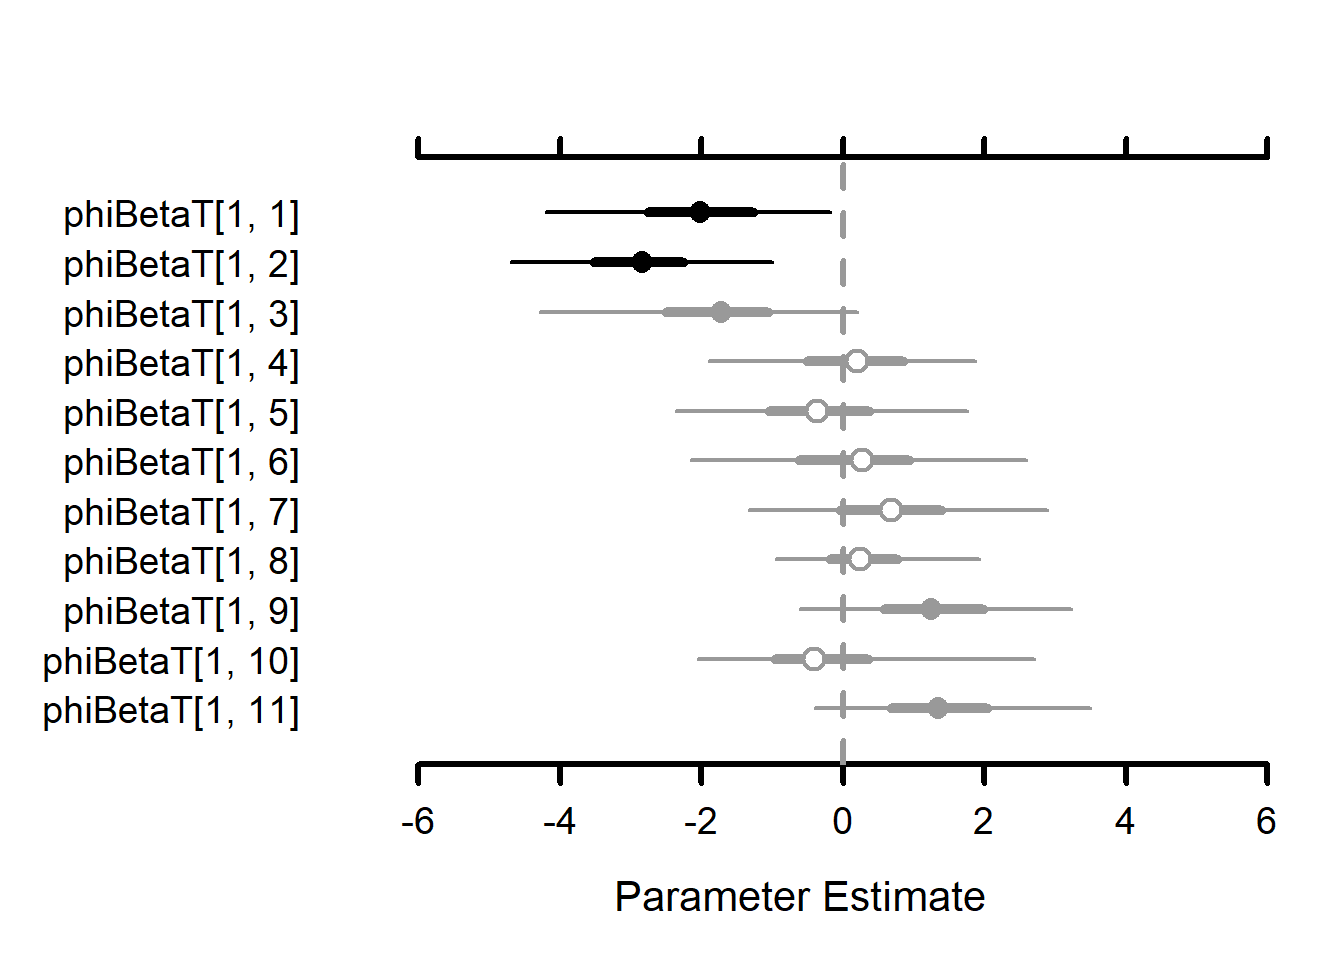 phiBetaT[1, 1]
phiBetaT[1, 2]
phiBetaT[1, 3]
phiBetaT[1, 4]
phiBetaT[1, 5]
phiBetaT[1, 6]
phiBetaT[1, 7]
phiBetaT[1, 8]
phiBetaT[1, 9]
phiBetaT[1, 10]
phiBetaT[1, 11]
-6 -4 -2 0 2 4 6
Parameter Estimate